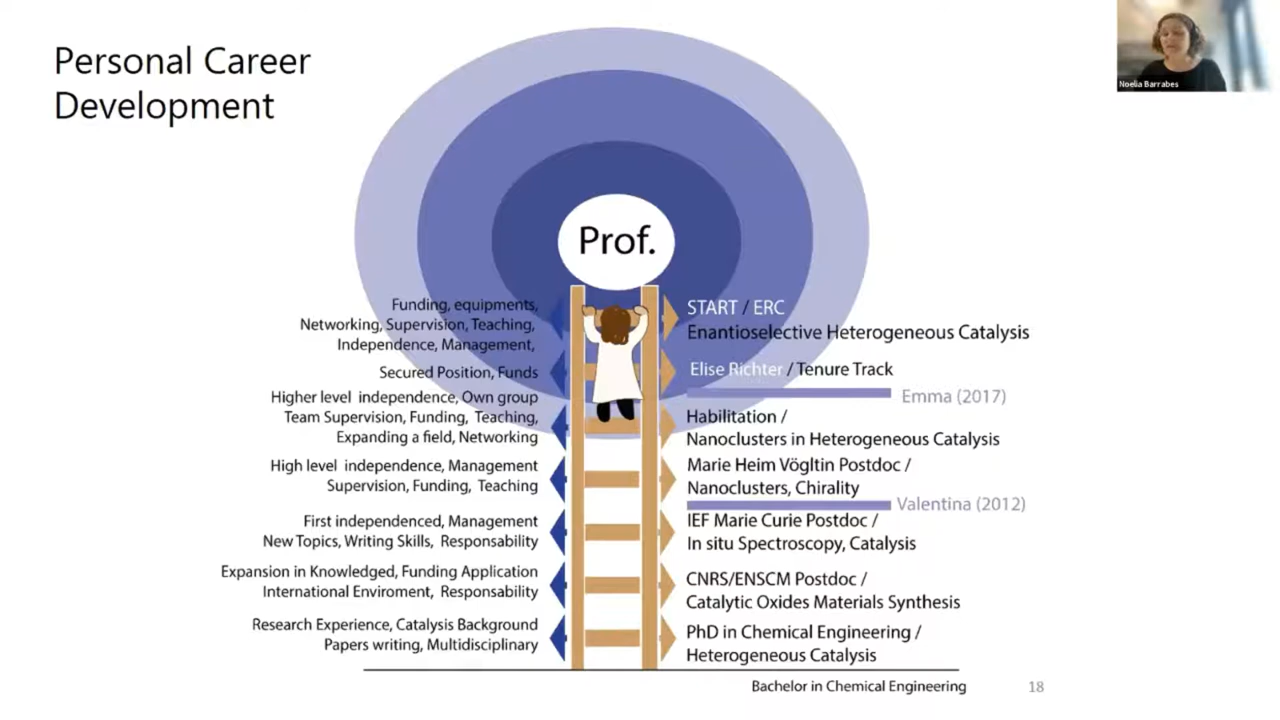 Personal Career
Development
Noelia Barrabes
Prof.
Funding, equipments,
Networking, Supervision, Teaching,
Independence, Management,
START / ERC
Enantioselective Heterogeneous Catalysis
Secured Position, Funds
Elise Richter / Tenure Track
Emma (2017)
Higher level independence, Own group
Team Supervision, Funding, Teaching,
Expanding a field, Networking
Habilitation /
Nanoclusters in Heterogeneous Catalysis
High level independence, Management
Supervision, Funding, Teaching
Marie Heim Vögltin Postdoc /
Nanoclusters, Chirality
Valentina (2012)
First independenced, Management
New Topics, Writing Skills, Responsability
IEF Marie Curie Postdoc /
In situ Spectroscopy, Catalysis
Expansion in Knowledged, Funding Application
International Enviroment, Responsability
CNRS/ENSCM Postdoc /
Catalytic Oxides Materials Synthesis
Research Experience, Catalysis Background
Papers writing, Multidisciplinary
PhD in Chemical Engineering /
Heterogeneous Catalysis
Bachelor in Chemical Engineering
18